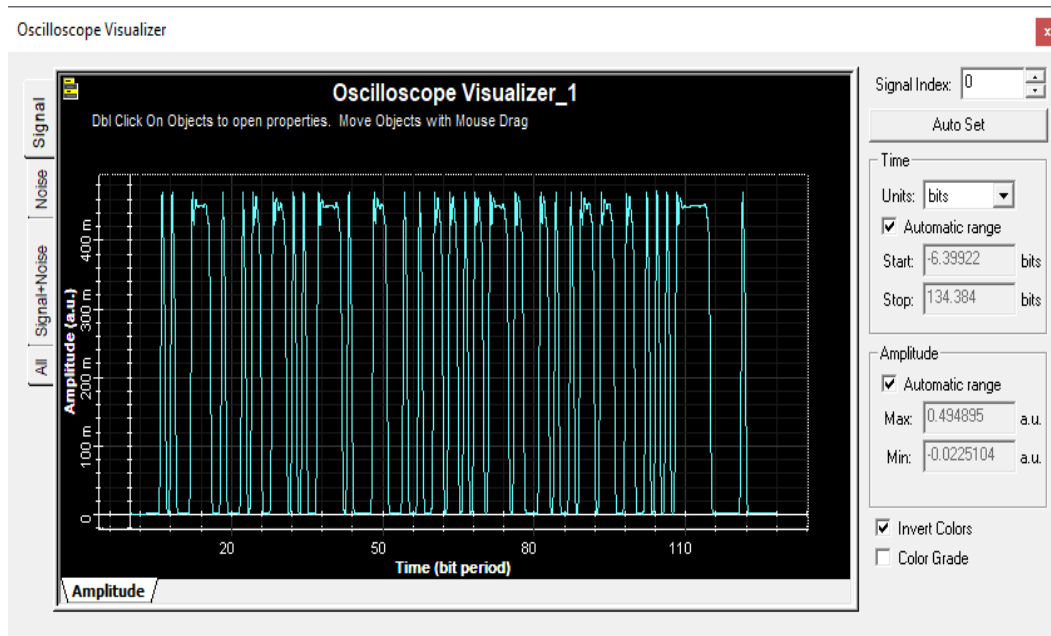 Oscilloscope Visualizer
x
Signal
Noise
Signal+Noise
All
Oscilloscope Visualizer_1
Dbl Click On Objects to open properties. Move Objects with Mouse Drag
Amplitude (a.u.)
400 m
300 m
200 m
100 m
0
20 50 80 110
Time (bit period)
Amplitude
Signal Index: 0
Auto Set
Time
Units: bits
Automatic range
Start: -6.39922 bits
Stop: 134.384 bits
Amplitude
Automatic range
Max: 0.494895 a.u.
Min: -0.0225104 a.u.
Invert Colors
Color Grade